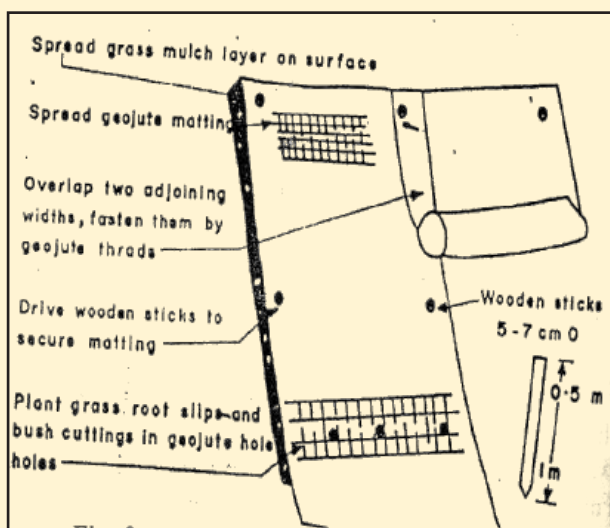 Spread grass mulch layer on surface
Spread geojute matting
Overlap two adjoining
widths, fasten them by
geojute thrads
Drive wooden sticks to
secure matting
Plant grass root slips and
bush cuttings in geojute hole
holes
Wooden sticks
5-7 cm O
0.5 m
1m